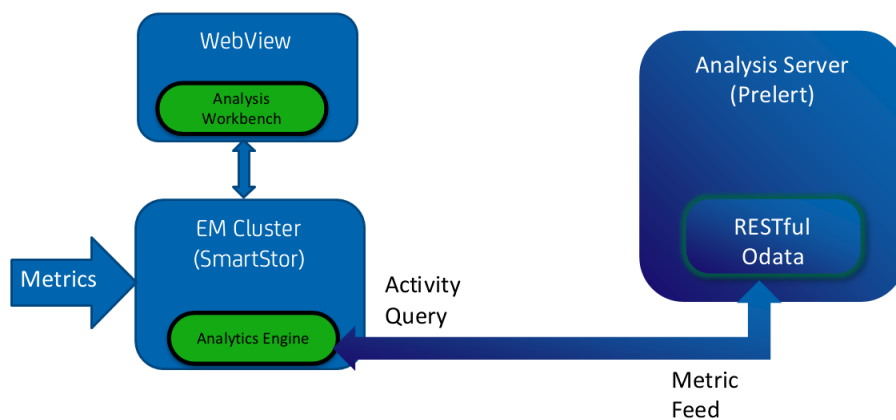 WebView
Analysis
Workbench
Analysis Server
(Prelert)
EM Cluster
(SmartStor)
RESTful
Odata
Metrics
Activity
Query
Analytics Engine
Metric
Feed